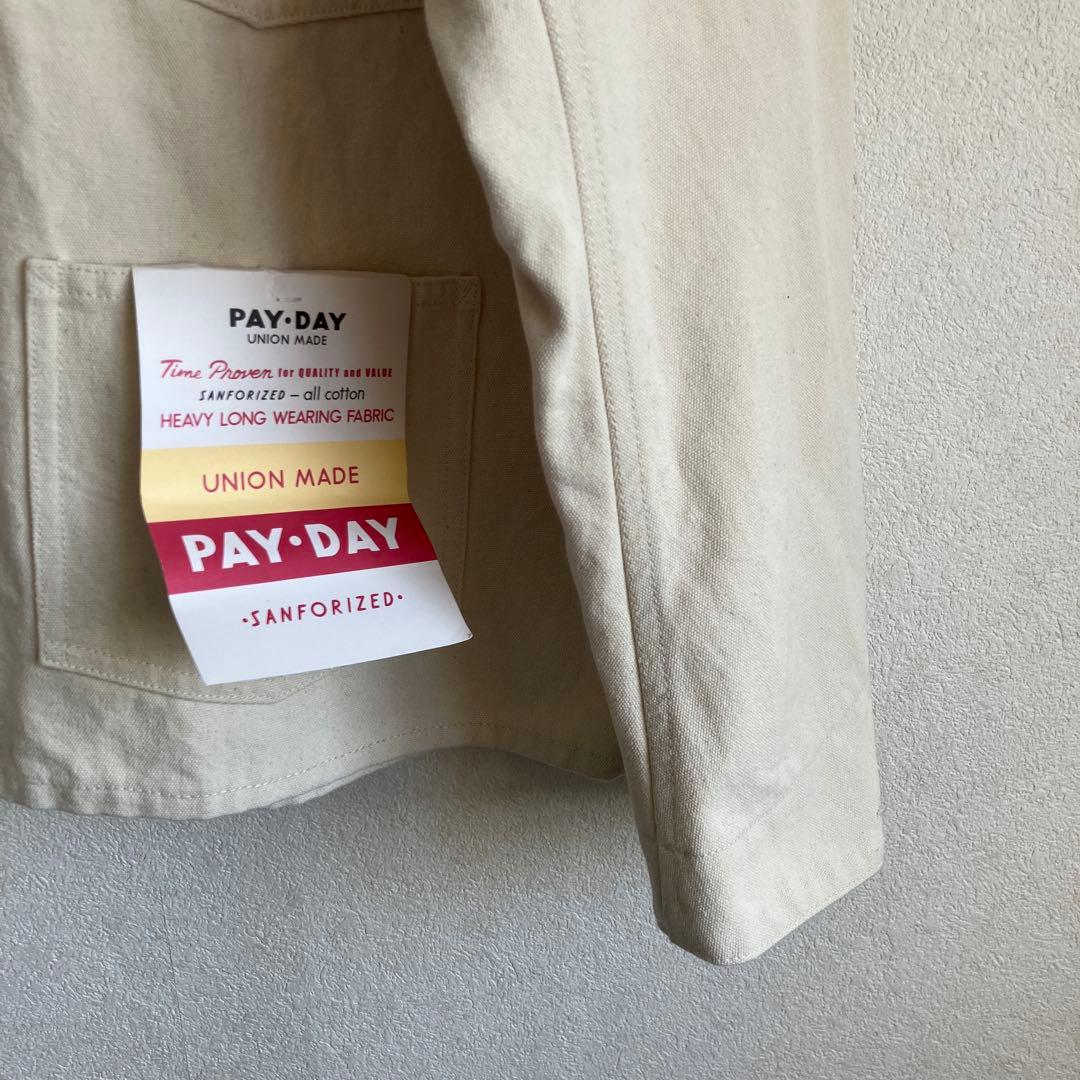 PAY•DAY
UNION MADE
Time Proven for QUALITY and VALUE
SANFORIZED – all cotton
HEAVY LONG WEARING FABRIC
UNION MADE
PAY•DAY
•SANFORIZED•